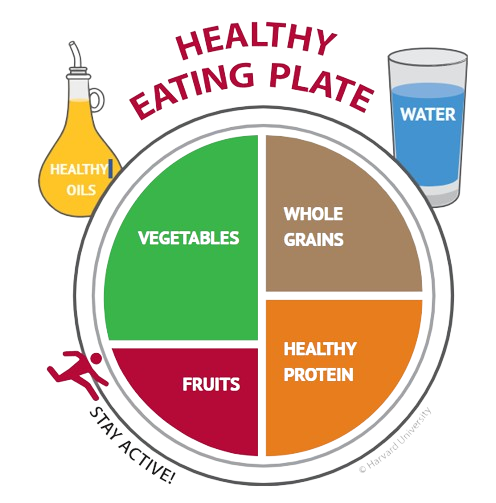 HEALTHY
EATING PLATE
WATER
HEALTHY
OILS
VEGETABLES
WHOLE
GRAINS
FRUITS
HEALTHY
PROTEIN
STAY ACTIVE!
© Harvard University